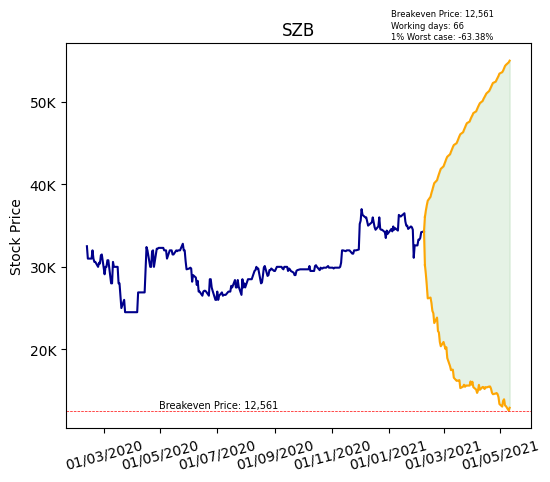 Breakeven Price: 12,561
Working days: 66
1% Worst case: -63.38%
SZB
Stock Price
50K
40K
30K
20K
Breakeven Price: 12,561
01/03/2020 01/05/2020 01/07/2020 01/09/2020 01/11/2020 01/01/2021 01/03/2021 01/05/2021